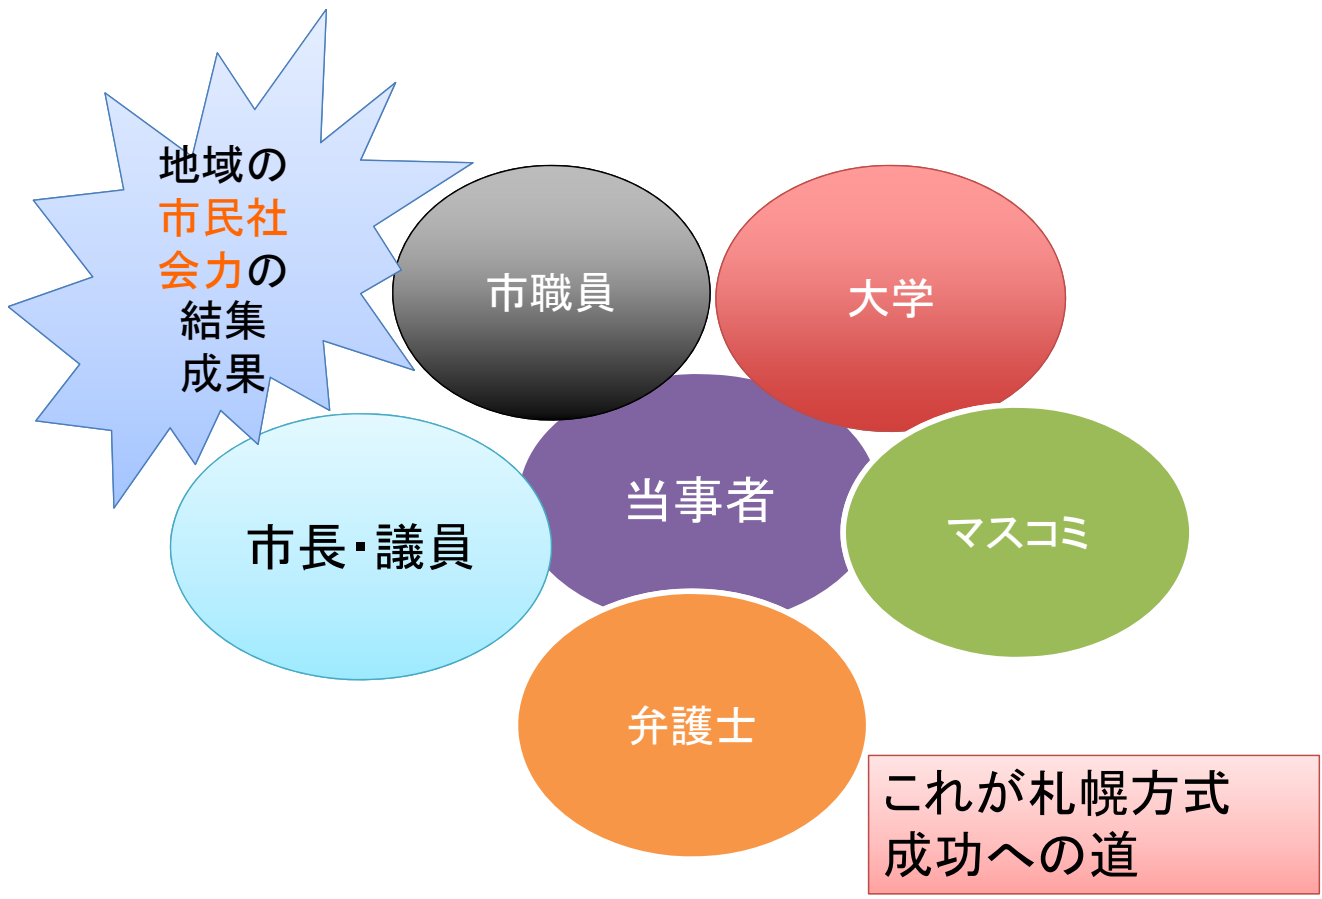 地域の
市民社
会力の
結集
成果
市職員
大学
当事者
市長・議員
マスコミ
弁護士
これが札幌方式
成功への道